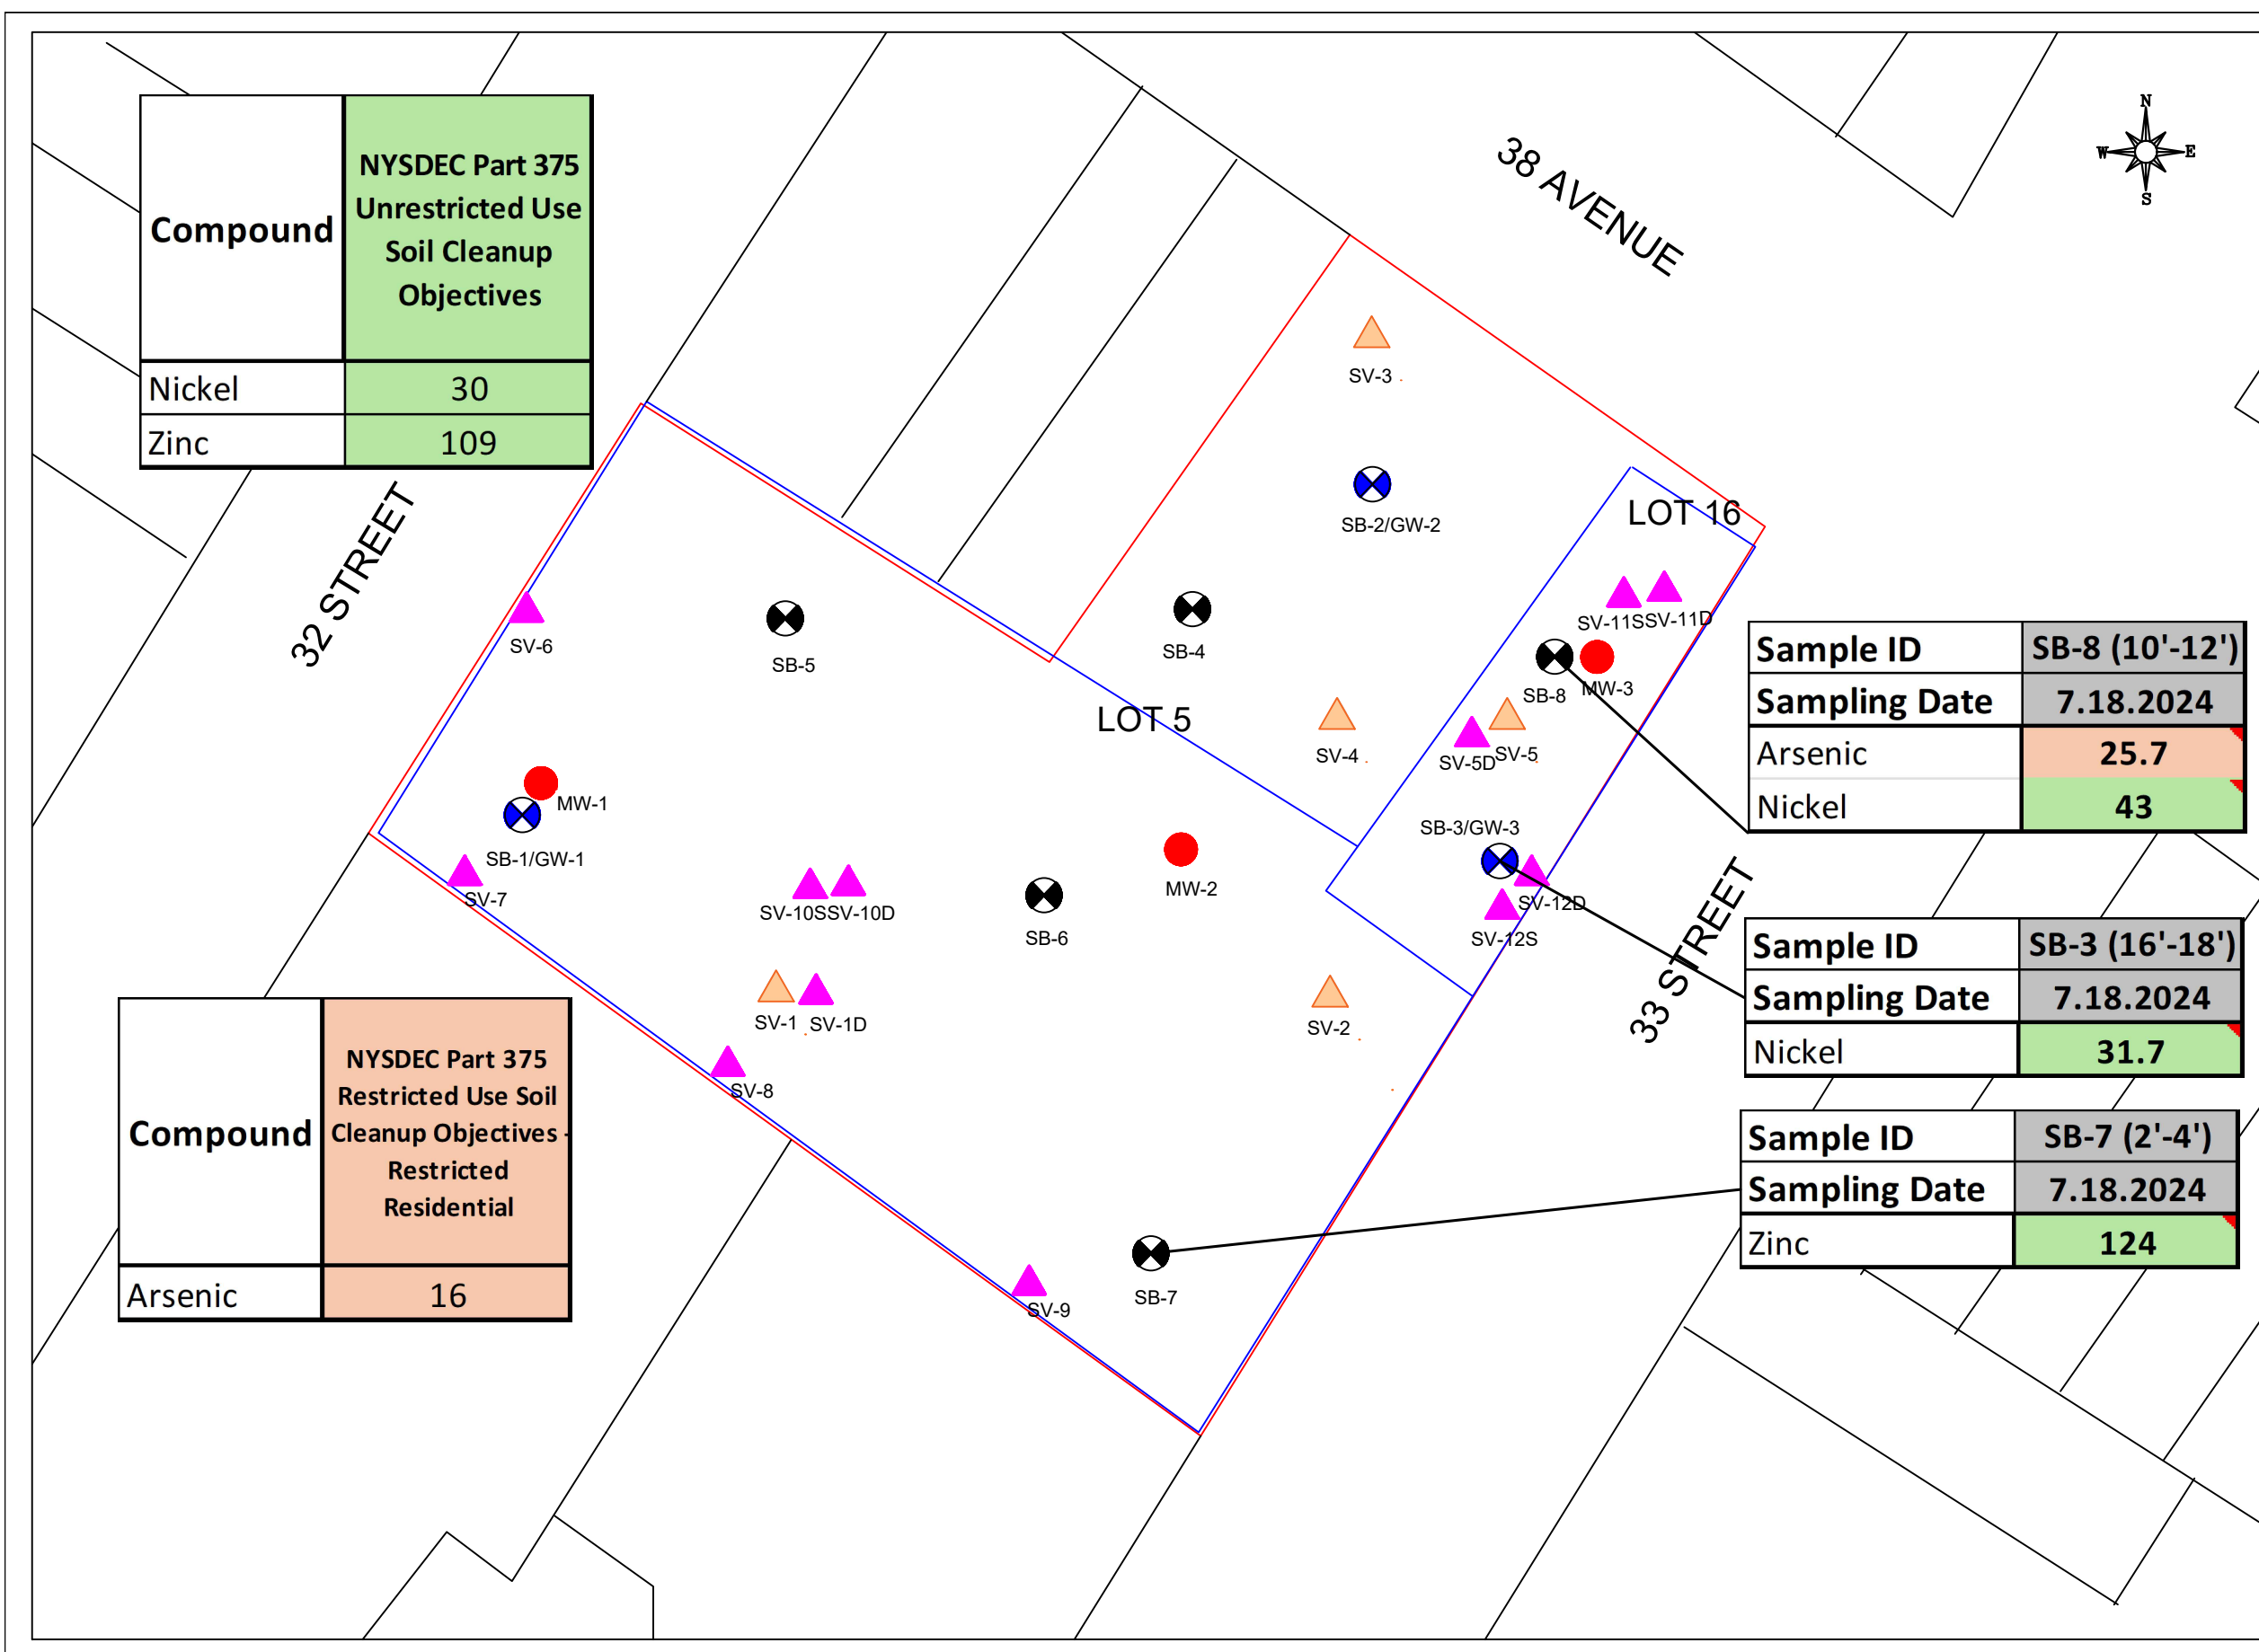 N
W E
S
38 AVENUE
Compound
NYSDEC Part 375
Unrestricted Use
Soil Cleanup
Objectives
Nickel 30
Zinc 109
32 STREET
SV-3
SB-2/GW-2
LOT 16
SV-6
SB-5
SB-4
SV-11S SV-11D
SB-8 MW-3
LOT 5
SV-4
SV-5D SV-5
MW-1
SB-1/GW-1
SV-7
SV-10S SV-10D
SB-6
MW-2
SB-3/GW-3
SV-12D
SV-12S
33 STREET
SV-1 SV-1D
SV-2
SV-8
SV-9
SB-7
Sample ID SB-8 (10'-12')
Sampling Date 7.18.2024
Arsenic 25.7
Nickel 43
Sample ID SB-3 (16'-18')
Sampling Date 7.18.2024
Nickel 31.7
Sample ID SB-7 (2'-4')
Sampling Date 7.18.2024
Zinc 124
Compound
NYSDEC Part 375
Restricted Use Soil
Cleanup Objectives -
Restricted
Residential
Arsenic 16